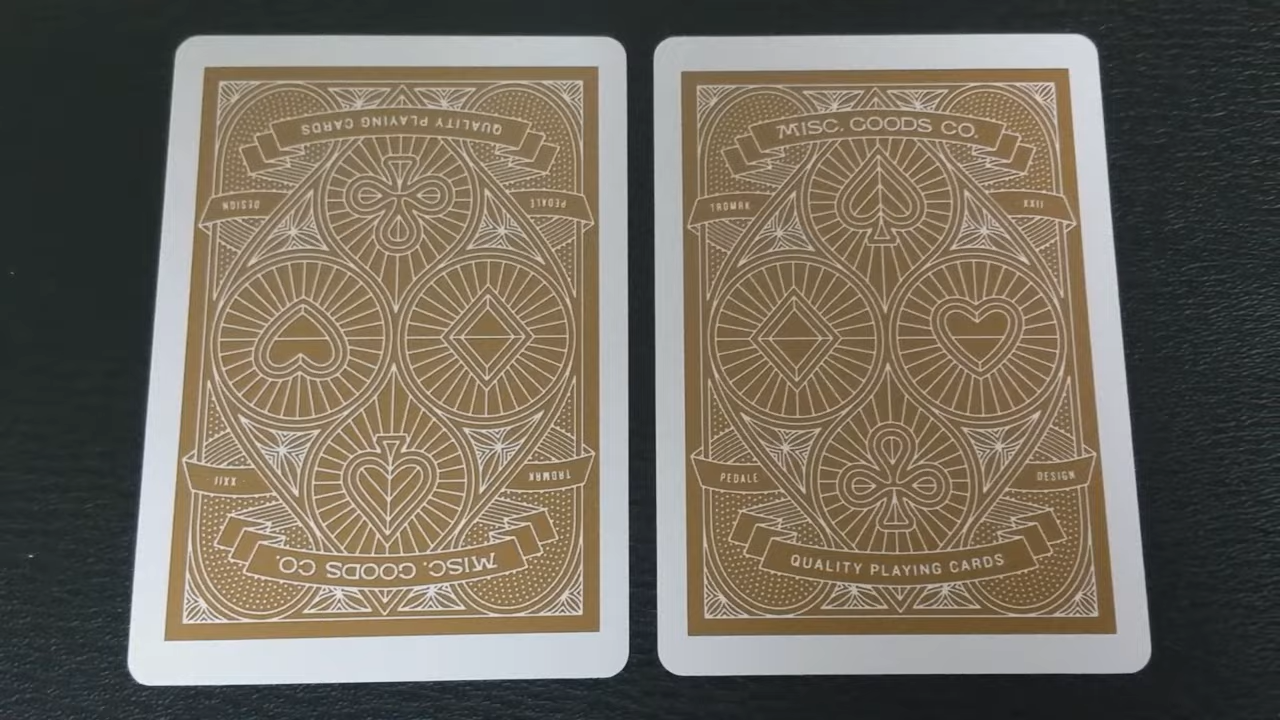 QUALITY PLAYING CARDS
DESIGN PEDALE
XXII TRDMRK
MISC. GOODS CO.
MISC. GOODS CO.
TRDMRK XXII
PEDALE DESIGN
QUALITY PLAYING CARDS